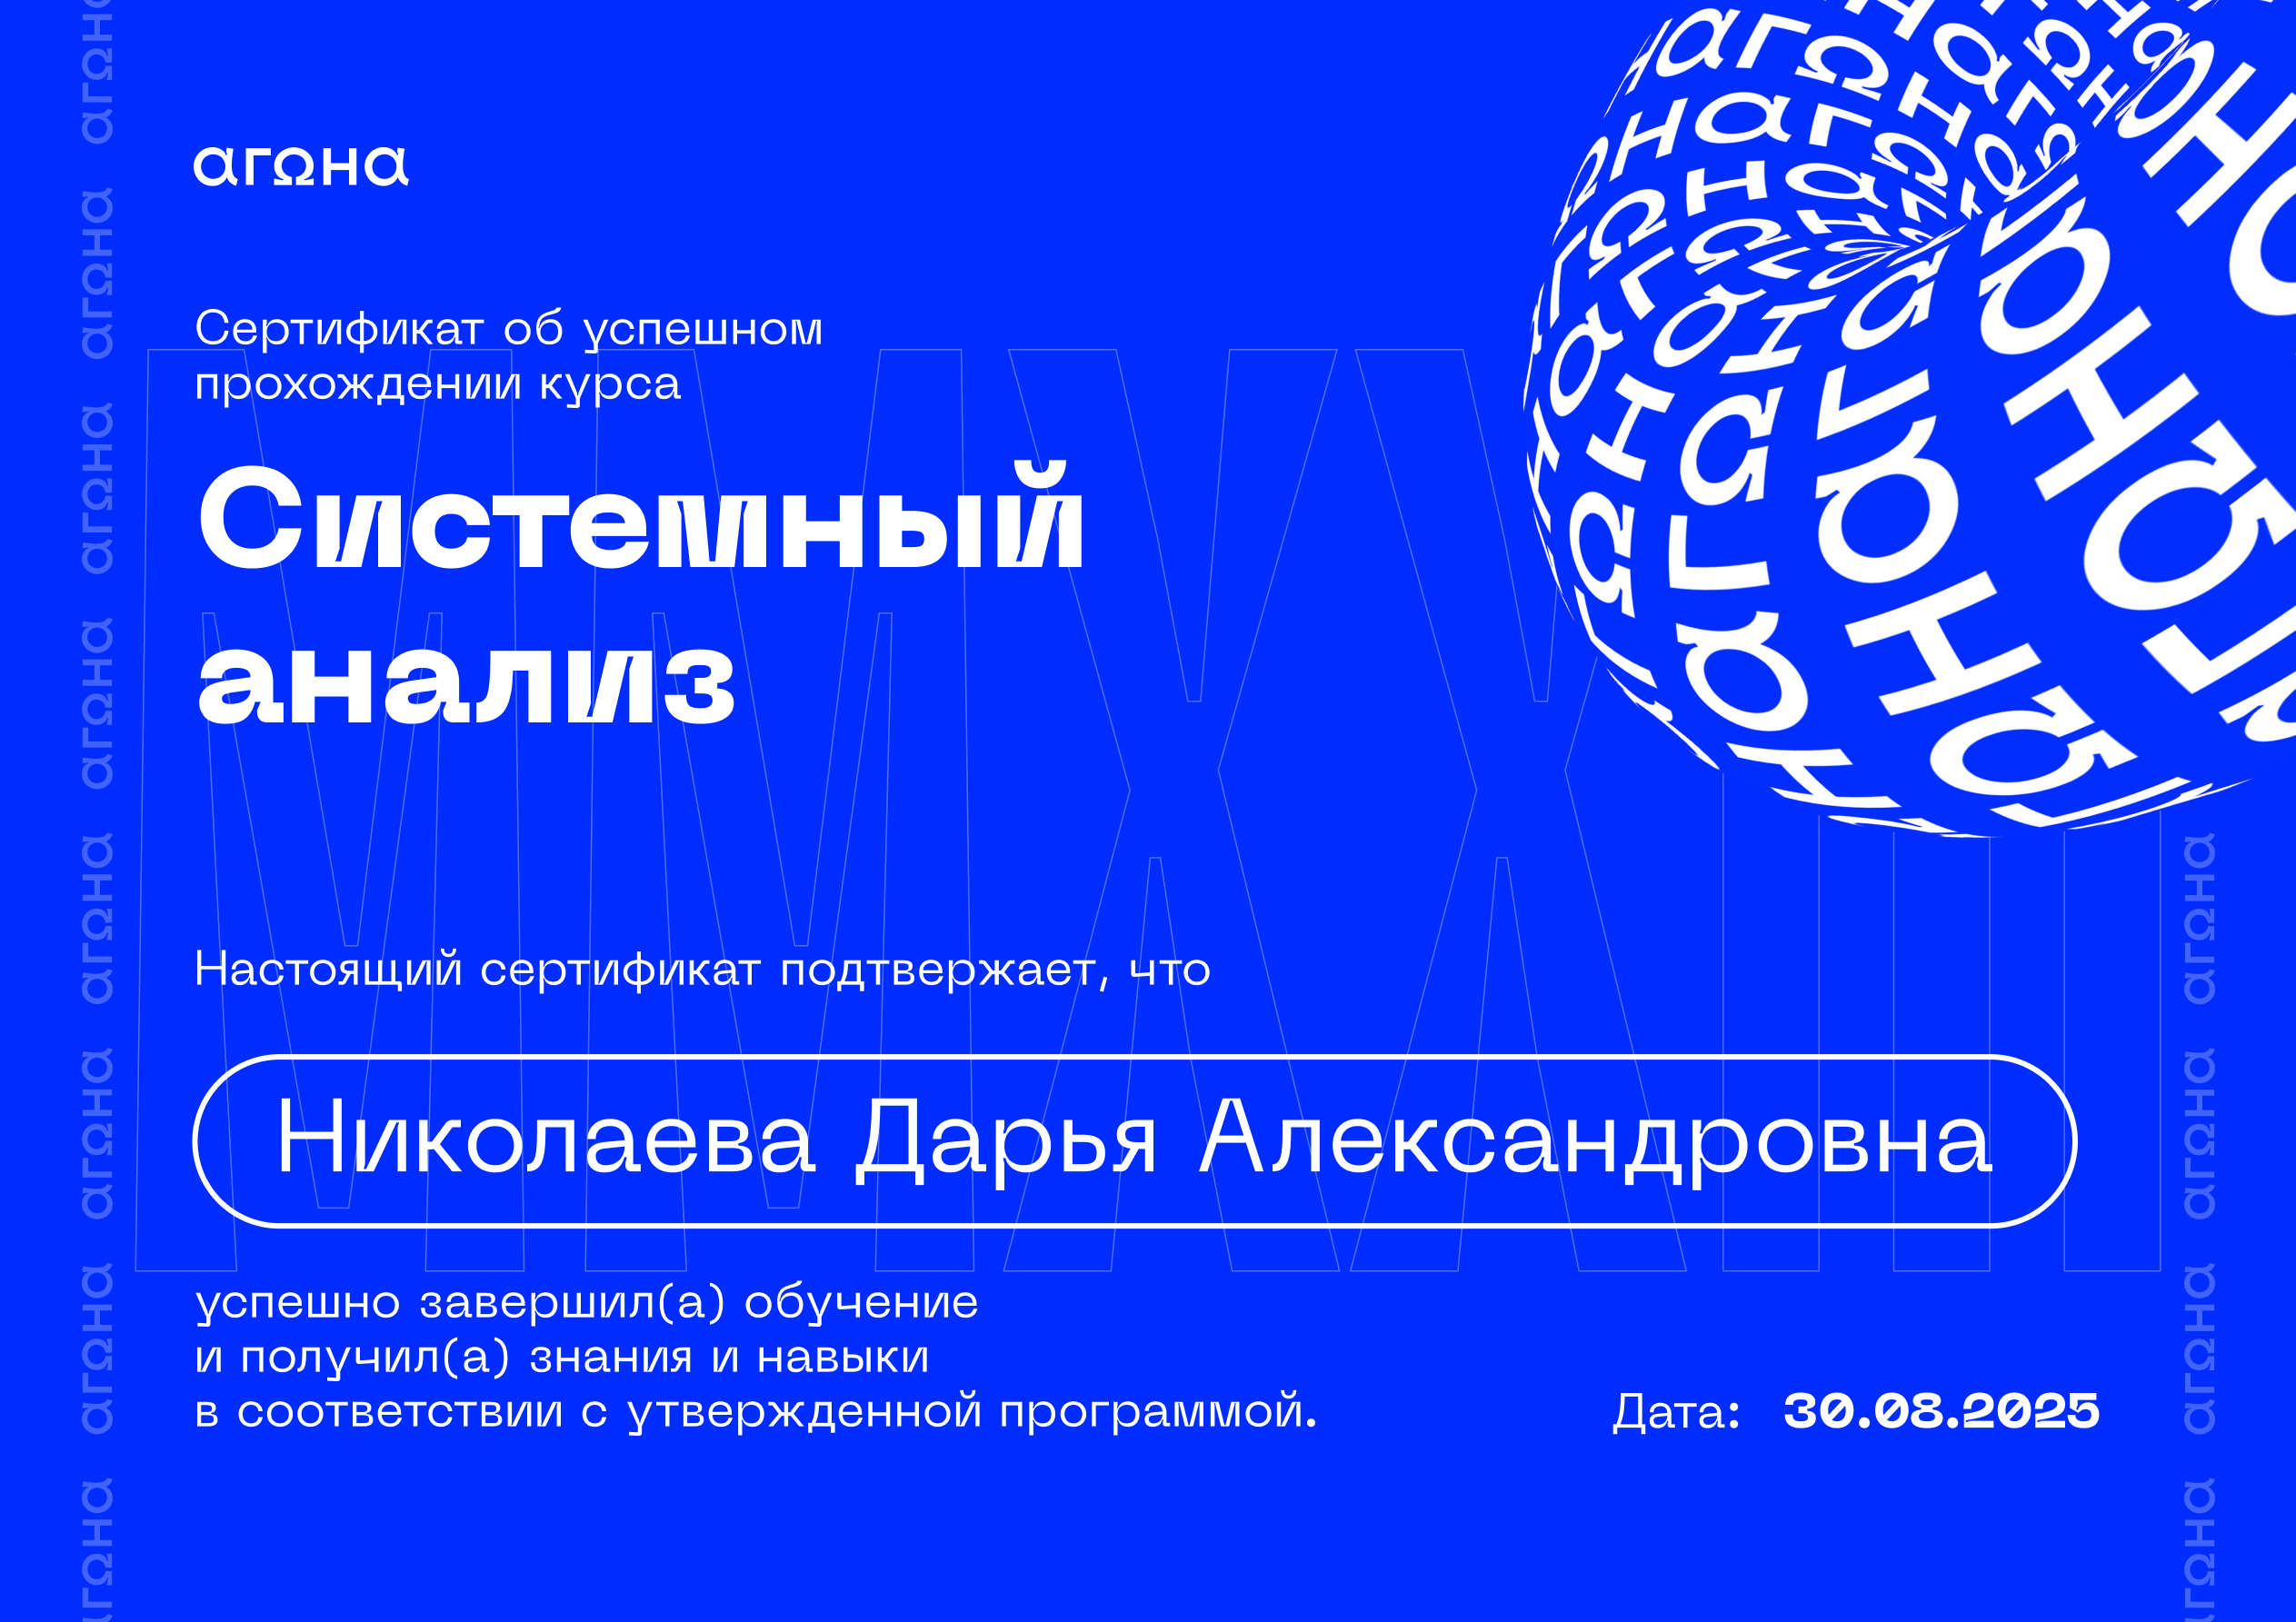 агона
Сертификат об успешном
прохождении курса
Системный
анализ
Настоящий сертификат подтверждает, что
Николаева Дарья Александровна
успешно завершил(а) обучение
и получил(а) знания и навыки
в соответствии с утвержденной программой.
Дата: 30.08.2025
MMXXIII